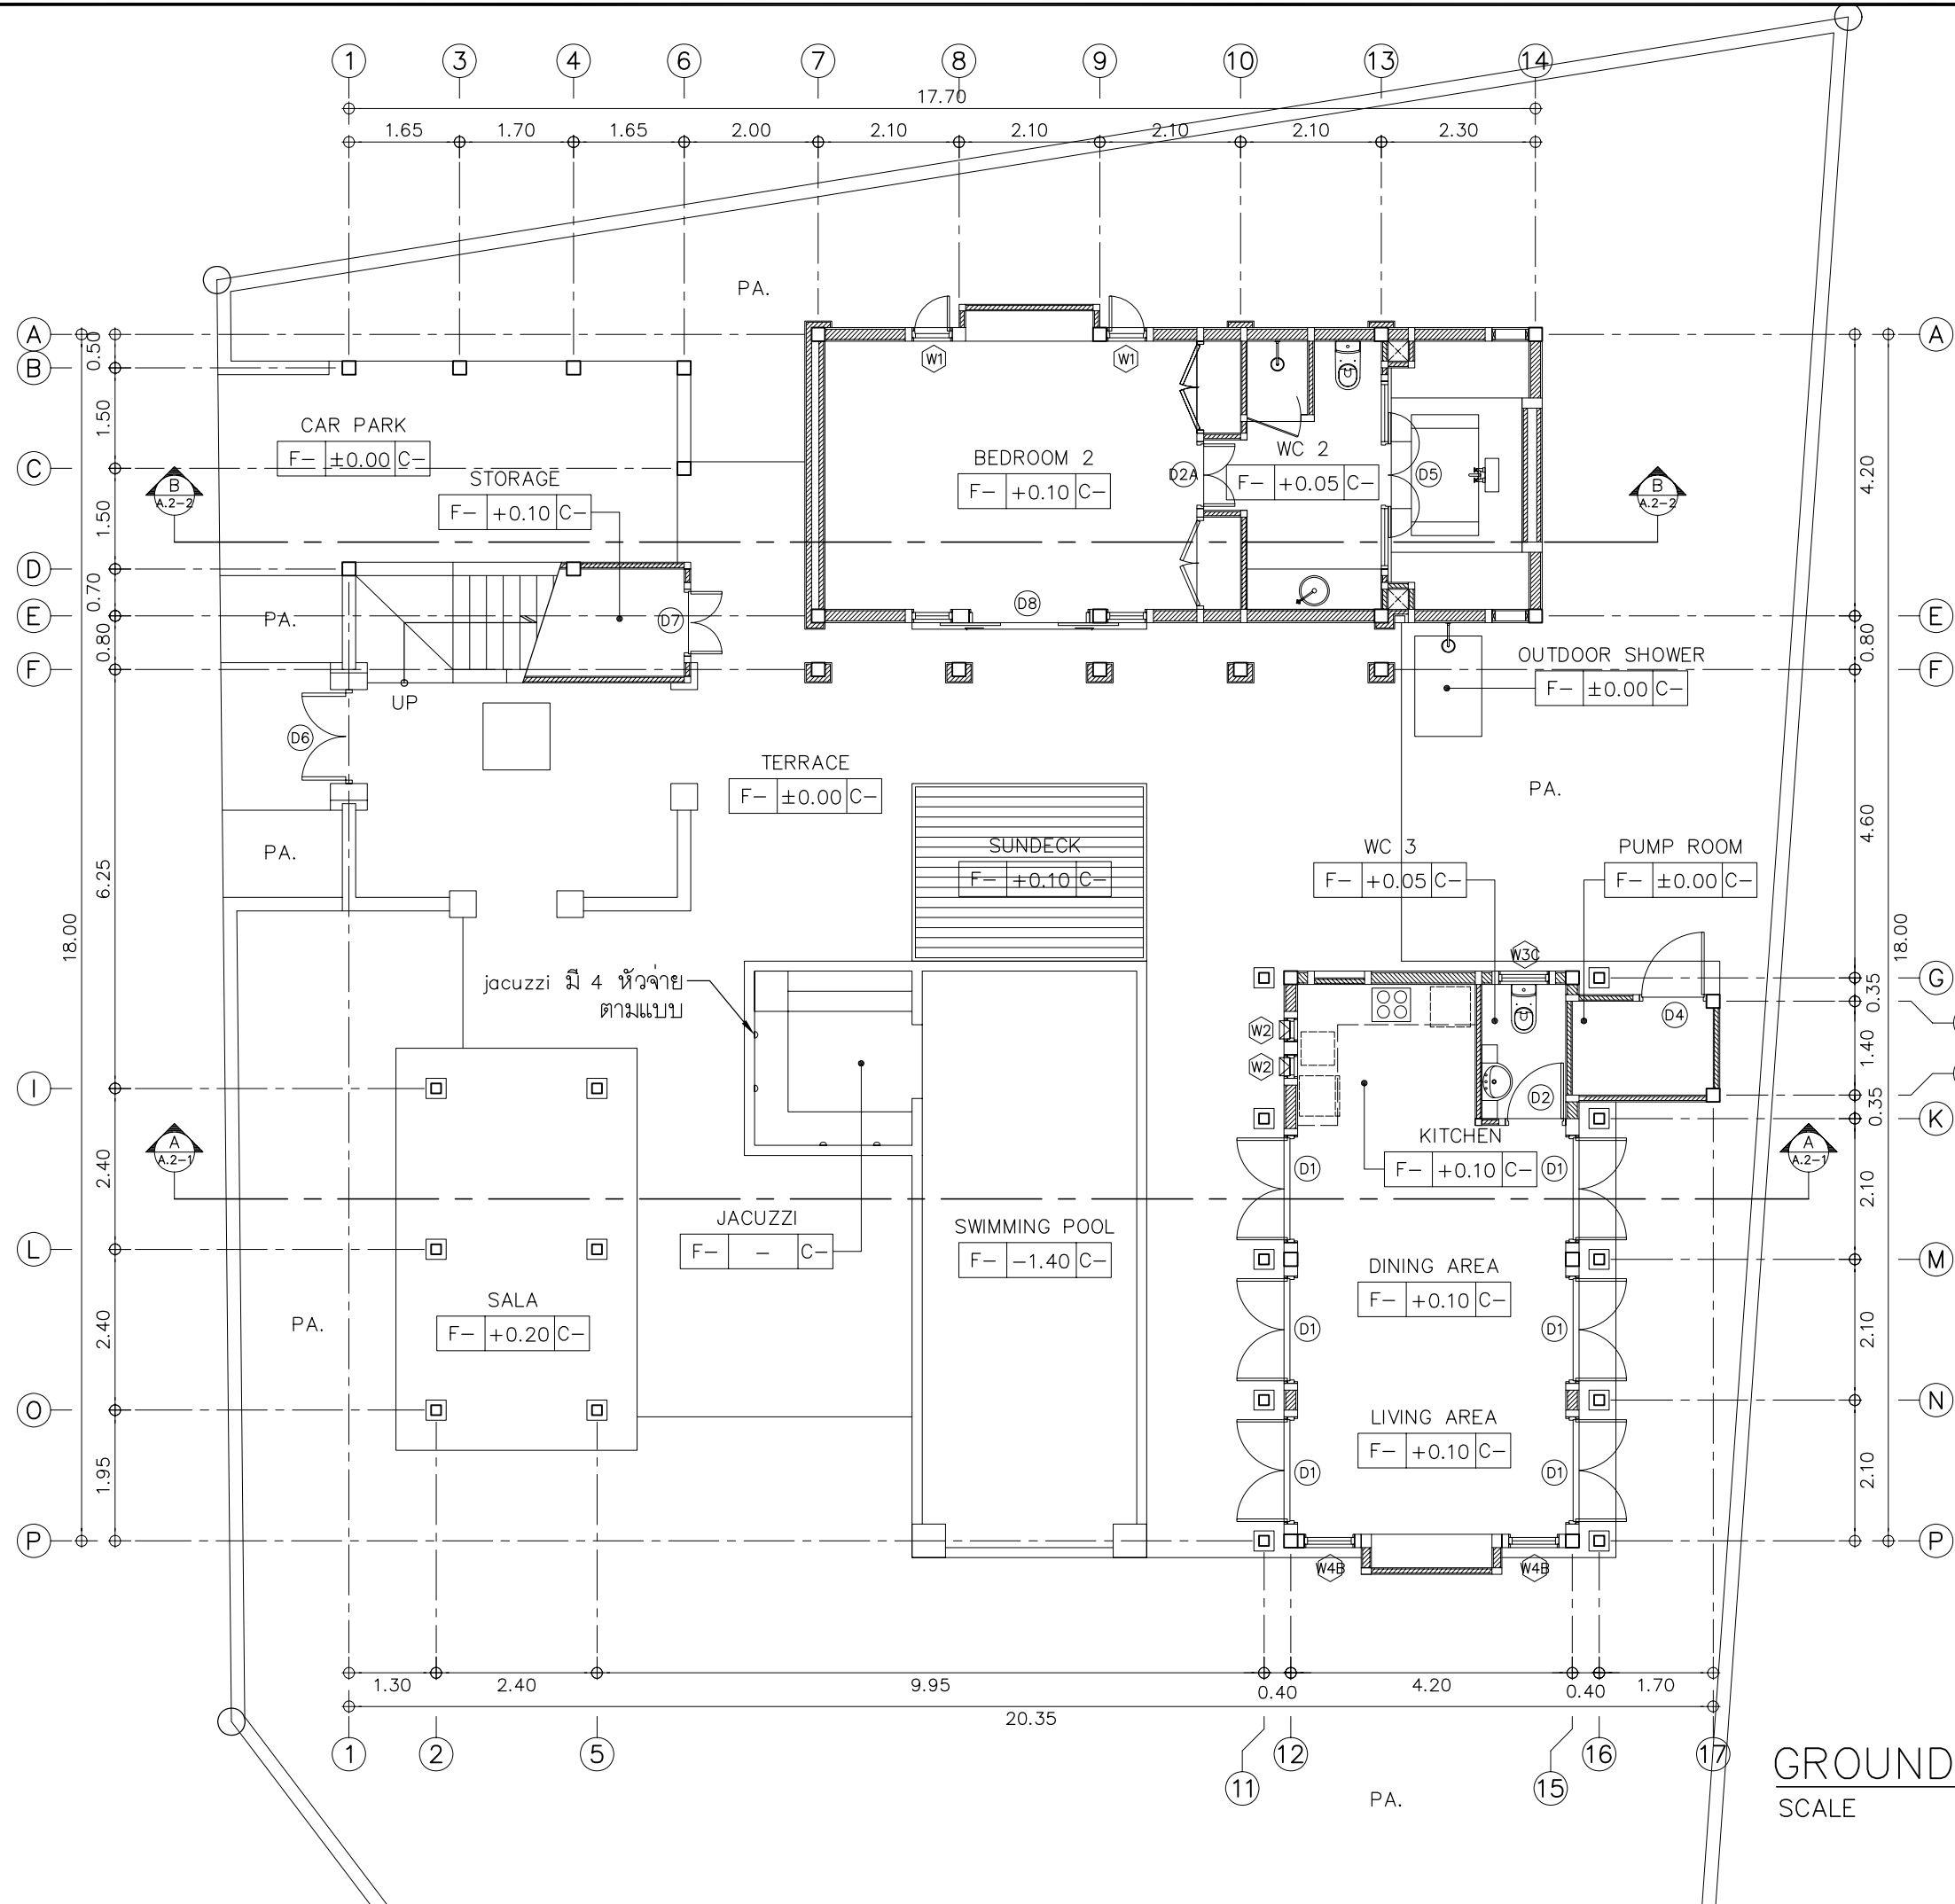 1 3 4 6 7 8 9 10 13 14
17.70
1.65 1.70 1.65 2.00 2.10 2.10 2.10 2.10 2.30
PA.
A A
0.50
B
W1 W1
1.50
CAR PARK
F- ±0.00 C-
C
STORAGE
F- +0.10 C-
BEDROOM 2
F- +0.10 C-
D2A
WC 2
F- +0.05 C-
D5
4.20
B
A.2-2
B
A.2-2
1.50
D
0.70
PA.
E
D7
D8
E
0.80
0.80
F
F
OUTDOOR SHOWER
F- ±0.00 C-
UP
D6
TERRACE
F- ±0.00 C-
PA.
4.60
SUNDECK
F- +0.10 C-
WC 3
F- +0.05 C-
PUMP ROOM
F- ±0.00 C-
PA.
6.25
18.00
18.00
W3C
jacuzzi มี 4 หัวจ่าย
ตามแบบ
G
0.35
D4
W2
W2
1.40
I
D2
0.35
K
A
A.2-1
A
A.2-1
KITCHEN
F- +0.10 C-
D1 D1
2.40
2.10
JACUZZI
F- - C-
SWIMMING POOL
F- -1.40 C-
L
M
DINING AREA
F- +0.10 C-
SALA
F- +0.20 C-
PA.
D1 D1
2.40
2.10
O
N
LIVING AREA
F- +0.10 C-
D1 D1
1.95
2.10
P P
W4B W4B
1.30 2.40 9.95 0.40 4.20 0.40 1.70
20.35
1 2 5 11 12 15 16 17
PA.
GROUND
SCALE